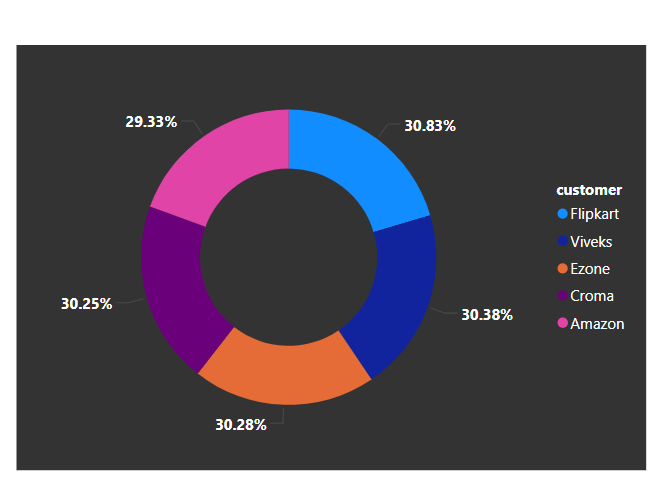 29.33%
30.83%
30.25%
30.38%
30.28%
customer
Flipkart
Viveks
Ezone
Croma
Amazon